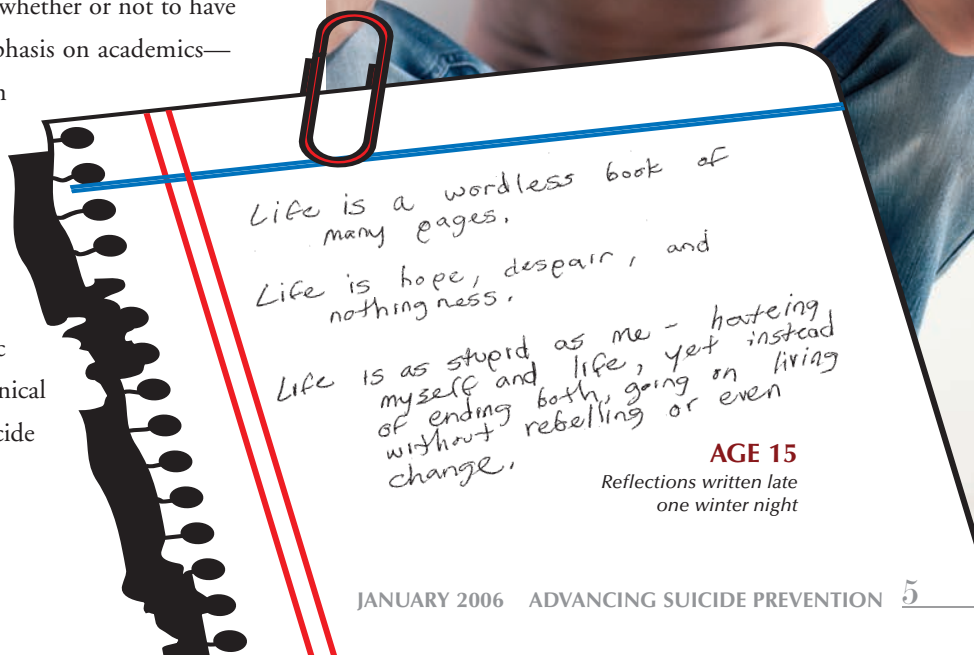 whether or not to have
phasis on academics—
n
c
nical
cide
Life is a wordless book of
many pages.
Life is hope, despair, and
nothingness.
Life is as stupid as me - hateing
myself and life, yet instead
of ending both, going on living
without rebelling or even
change.
AGE 15
Reflections written late
one winter night
JANUARY 2006 ADVANCING SUICIDE PREVENTION 5